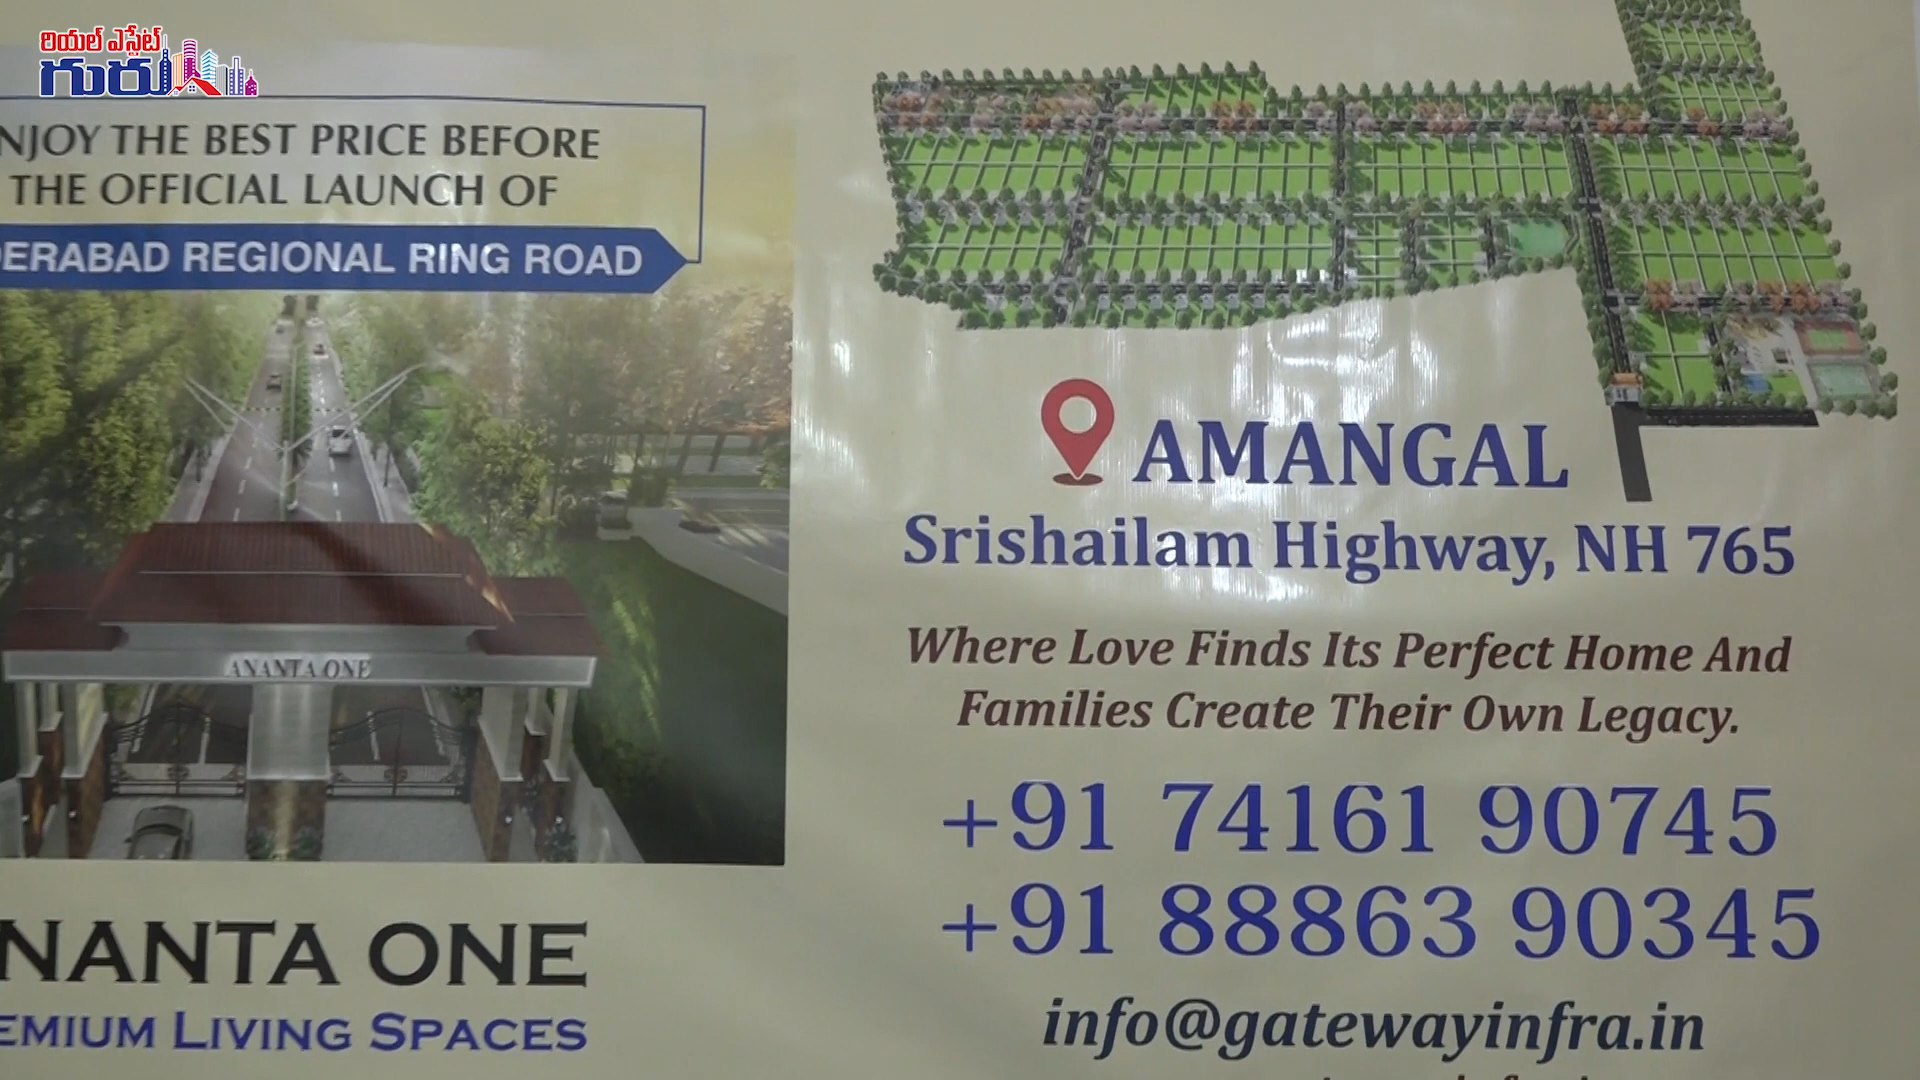 రియల్ ఎస్టేట్
గురు
NJOY THE BEST PRICE BEFORE
THE OFFICIAL LAUNCH OF
DERABAD REGIONAL RING ROAD
ANANTA ONE
NANTA ONE
EMIUM LIVING SPACES
AMANGAL
Srishailam Highway, NH 765
Where Love Finds Its Perfect Home And
Families Create Their Own Legacy.
+91 74161 90745
+91 88863 90345
info@gatewayinfra.in